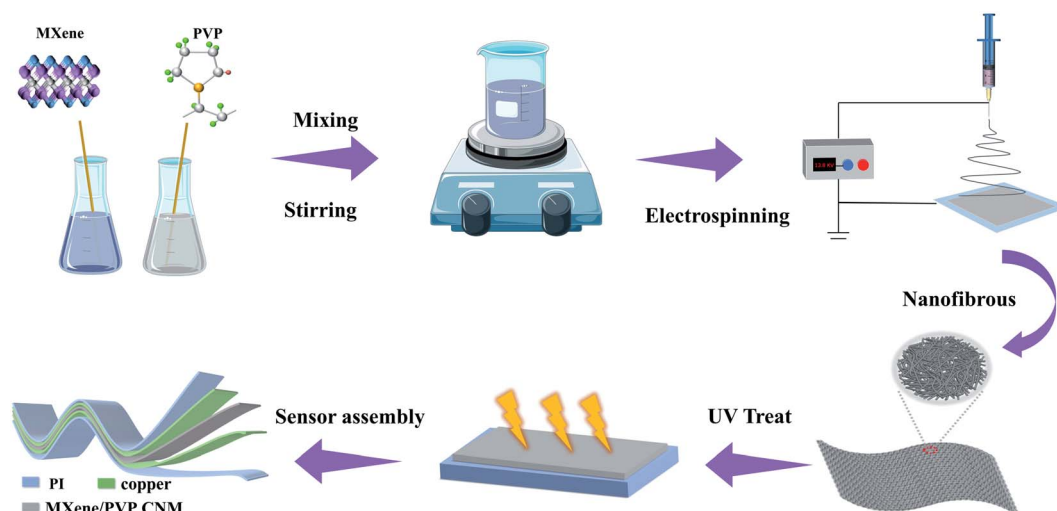 MXene
PVP
Mixing
Stirring
Electrospinning
Nanofibrous
UV Treat
Sensor assembly
PI
copper
MXene/PVP CNM